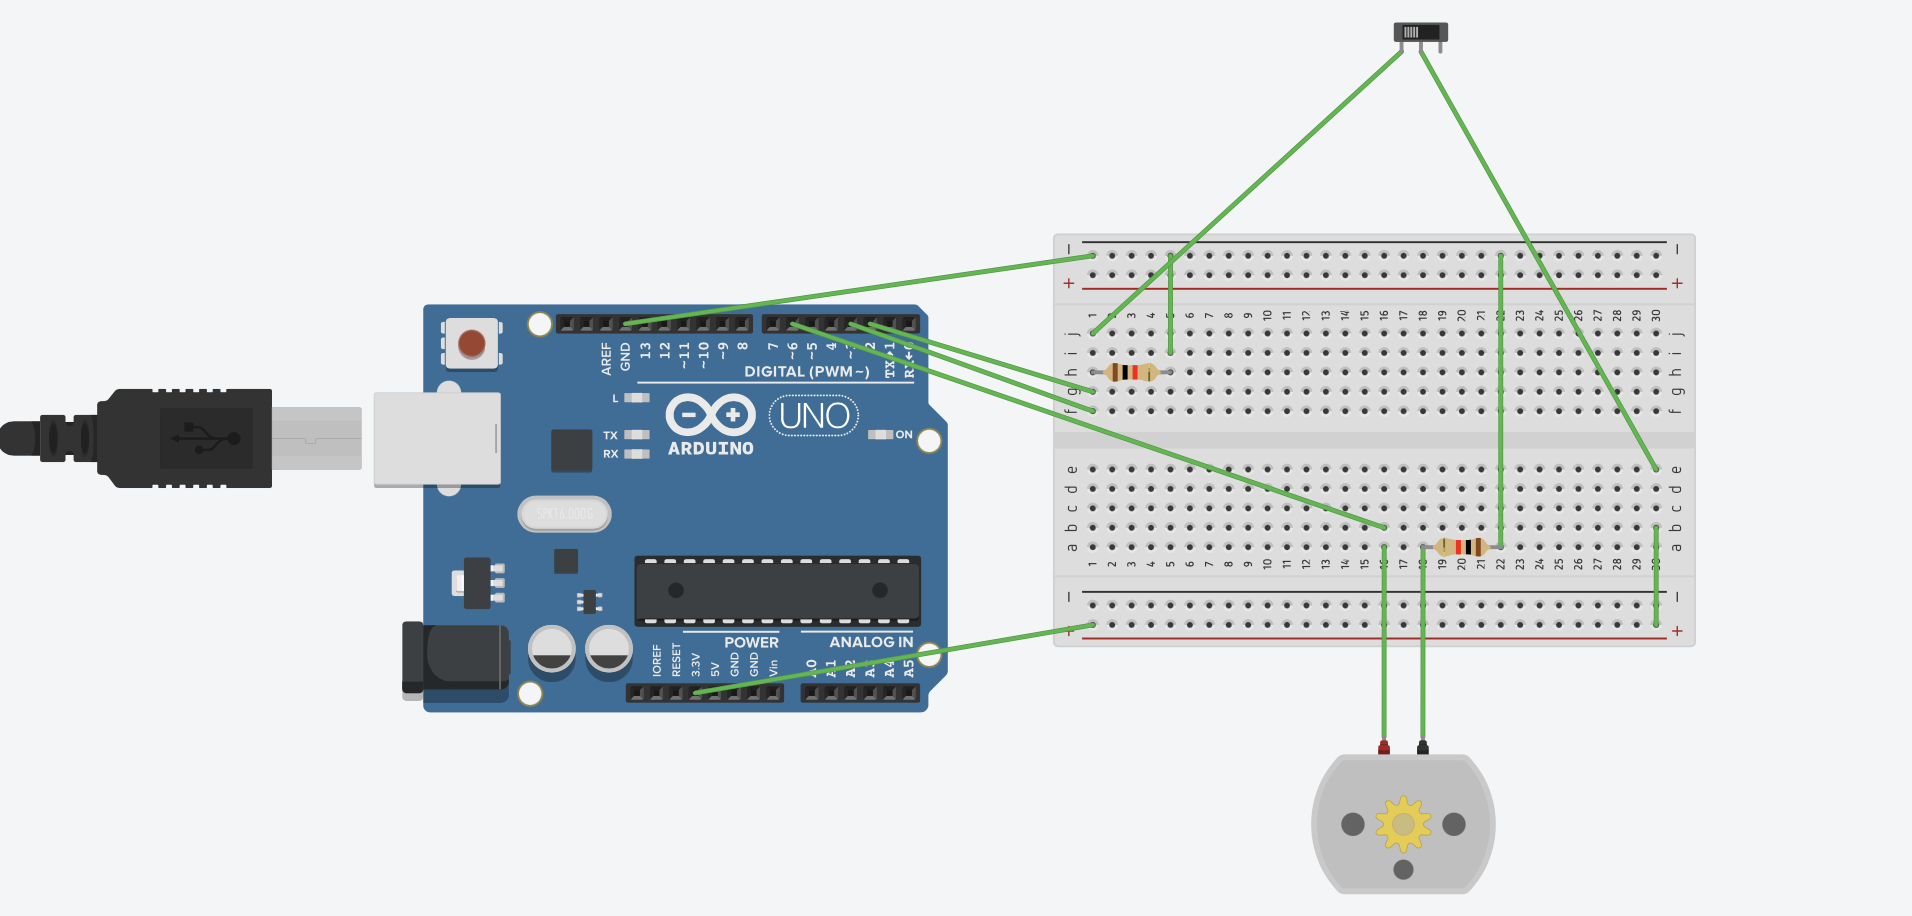 1 2 3 4 5 6 7 8 9 10 11 12 13 14 15 16 17 18 19 20 21 22 23 24 25 26 27 28 29 30
j j
i i
h h
g g
f f
e e
d d
c c
b b
a a
1 2 3 4 5 6 7 8 9 10 11 12 13 14 15 16 17 18 19 20 21 22 23 24 25 26 27 28 29 30
AREF GND 13 12 ~11 ~10 ~9 8 7 ~6 ~5 4 ~3 2 TX→1 RX←0
DIGITAL (PWM~)
L
UNO
TX
RX
ARDUINO
ON
SPK16.000G
POWER
ANALOG IN
IOREF RESET 3.3V 5V GND GND Vin A0 A1 A2 A3 A4 A5